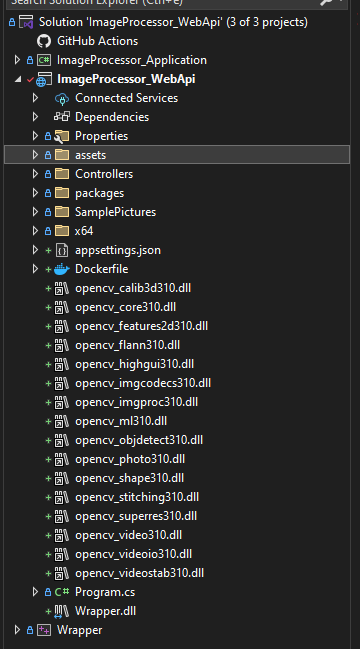 Search Solution Explorer (Ctrl+e)
Solution 'ImageProcessor_WebApi' (3 of 3 projects)
GitHub Actions
ImageProcessor_Application
ImageProcessor_WebApi
Connected Services
Dependencies
Properties
assets
Controllers
packages
SamplePictures
x64
appsettings.json
Dockerfile
opencv_calib3d310.dll
opencv_core310.dll
opencv_features2d310.dll
opencv_flann310.dll
opencv_highgui310.dll
opencv_imgcodecs310.dll
opencv_imgproc310.dll
opencv_ml310.dll
opencv_objdetect310.dll
opencv_photo310.dll
opencv_shape310.dll
opencv_stitching310.dll
opencv_superres310.dll
opencv_video310.dll
opencv_videoio310.dll
opencv_videostab310.dll
C# Program.cs
Wrapper.dll
Wrapper